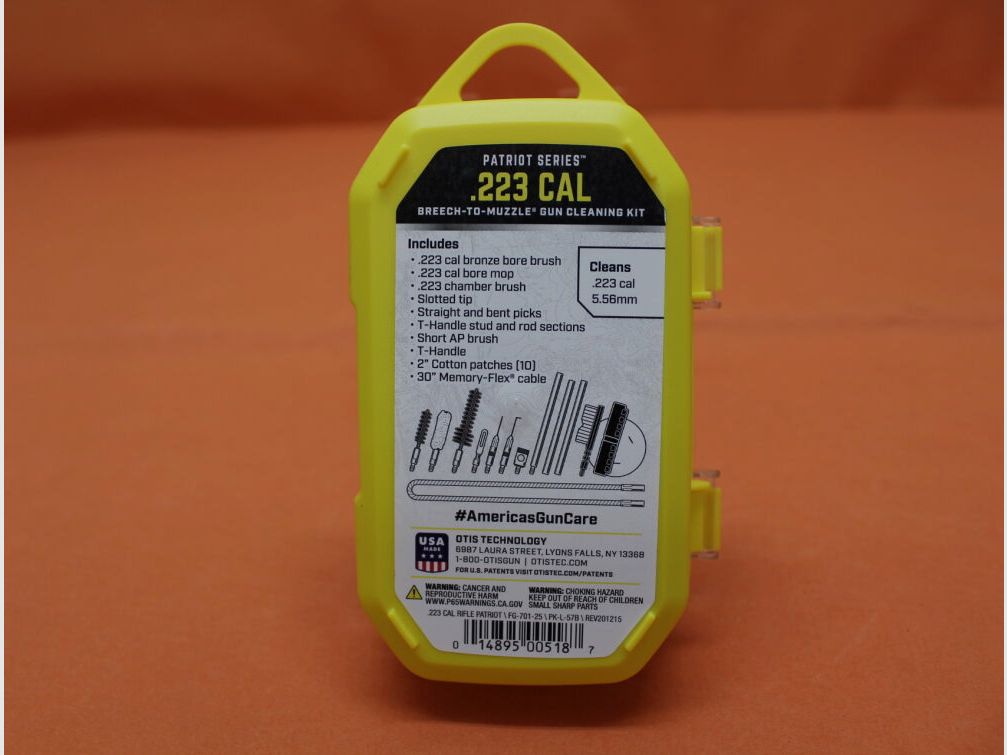 PATRIOT SERIES™
.223 CAL
BREECH-TO-MUZZLE® GUN CLEANING KIT
Includes
• .223 cal bronze bore brush
• .223 cal bore mop
• .223 chamber brush
• Slotted tip
• Straight and bent picks
• T-Handle stud and rod sections
• Short AP brush
• T-Handle
• 2" Cotton patches (10)
• 30" Memory-Flex® cable
Cleans
.223 cal
5.56mm
#AmericasGunCare
USA
MADE
OTIS TECHNOLOGY
6987 LAURA STREET, LYONS FALLS, NY 13368
1-800-OTISGUN | OTISTEC.COM
FOR U.S. PATENTS VISIT OTISTEC.COM/PATENTS
WARNING: CANCER AND
REPRODUCTIVE HARM
WWW.P65WARNINGS.CA.GOV
WARNING: CHOKING HAZARD
KEEP OUT OF REACH OF CHILDREN
SMALL SHARP PARTS
.223 CAL RIFLE PATRIOT \ FG-701-25 \ PK-L-57B \ REV201215
0 14895 00518 7